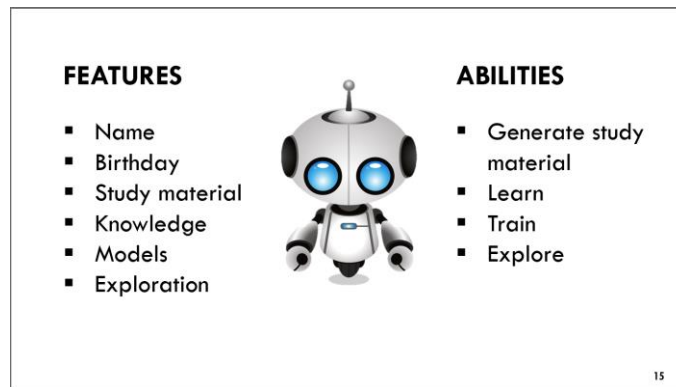 FEATURES
▪ Name
▪ Birthday
▪ Study material
▪ Knowledge
▪ Models
▪ Exploration
ABILITIES
▪ Generate study
material
▪ Learn
▪ Train
▪ Explore
15